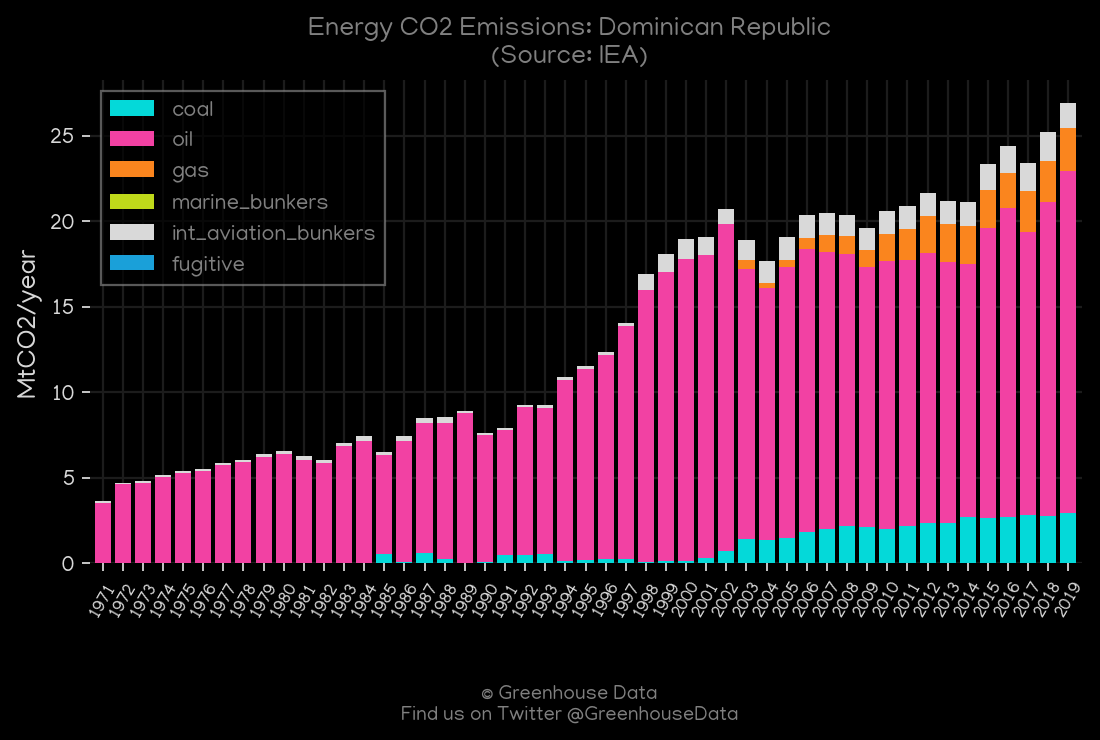 Energy CO2 Emissions: Dominican Republic
(Source: IEA)
coal
oil
gas
marine_bunkers
int_aviation_bunkers
fugitive
MtCO2/year
25
20
15
10
5
0
1971 1972 1973 1974 1975 1976 1977 1978 1979 1980 1981 1982 1983 1984 1985 1986 1987 1988 1989 1990 1991 1992 1993 1994 1995 1996 1997 1998 1999 2000 2001 2002 2003 2004 2005 2006 2007 2008 2009 2010 2011 2012 2013 2014 2015 2016 2017 2018 2019
© Greenhouse Data
Find us on Twitter @GreenhouseData